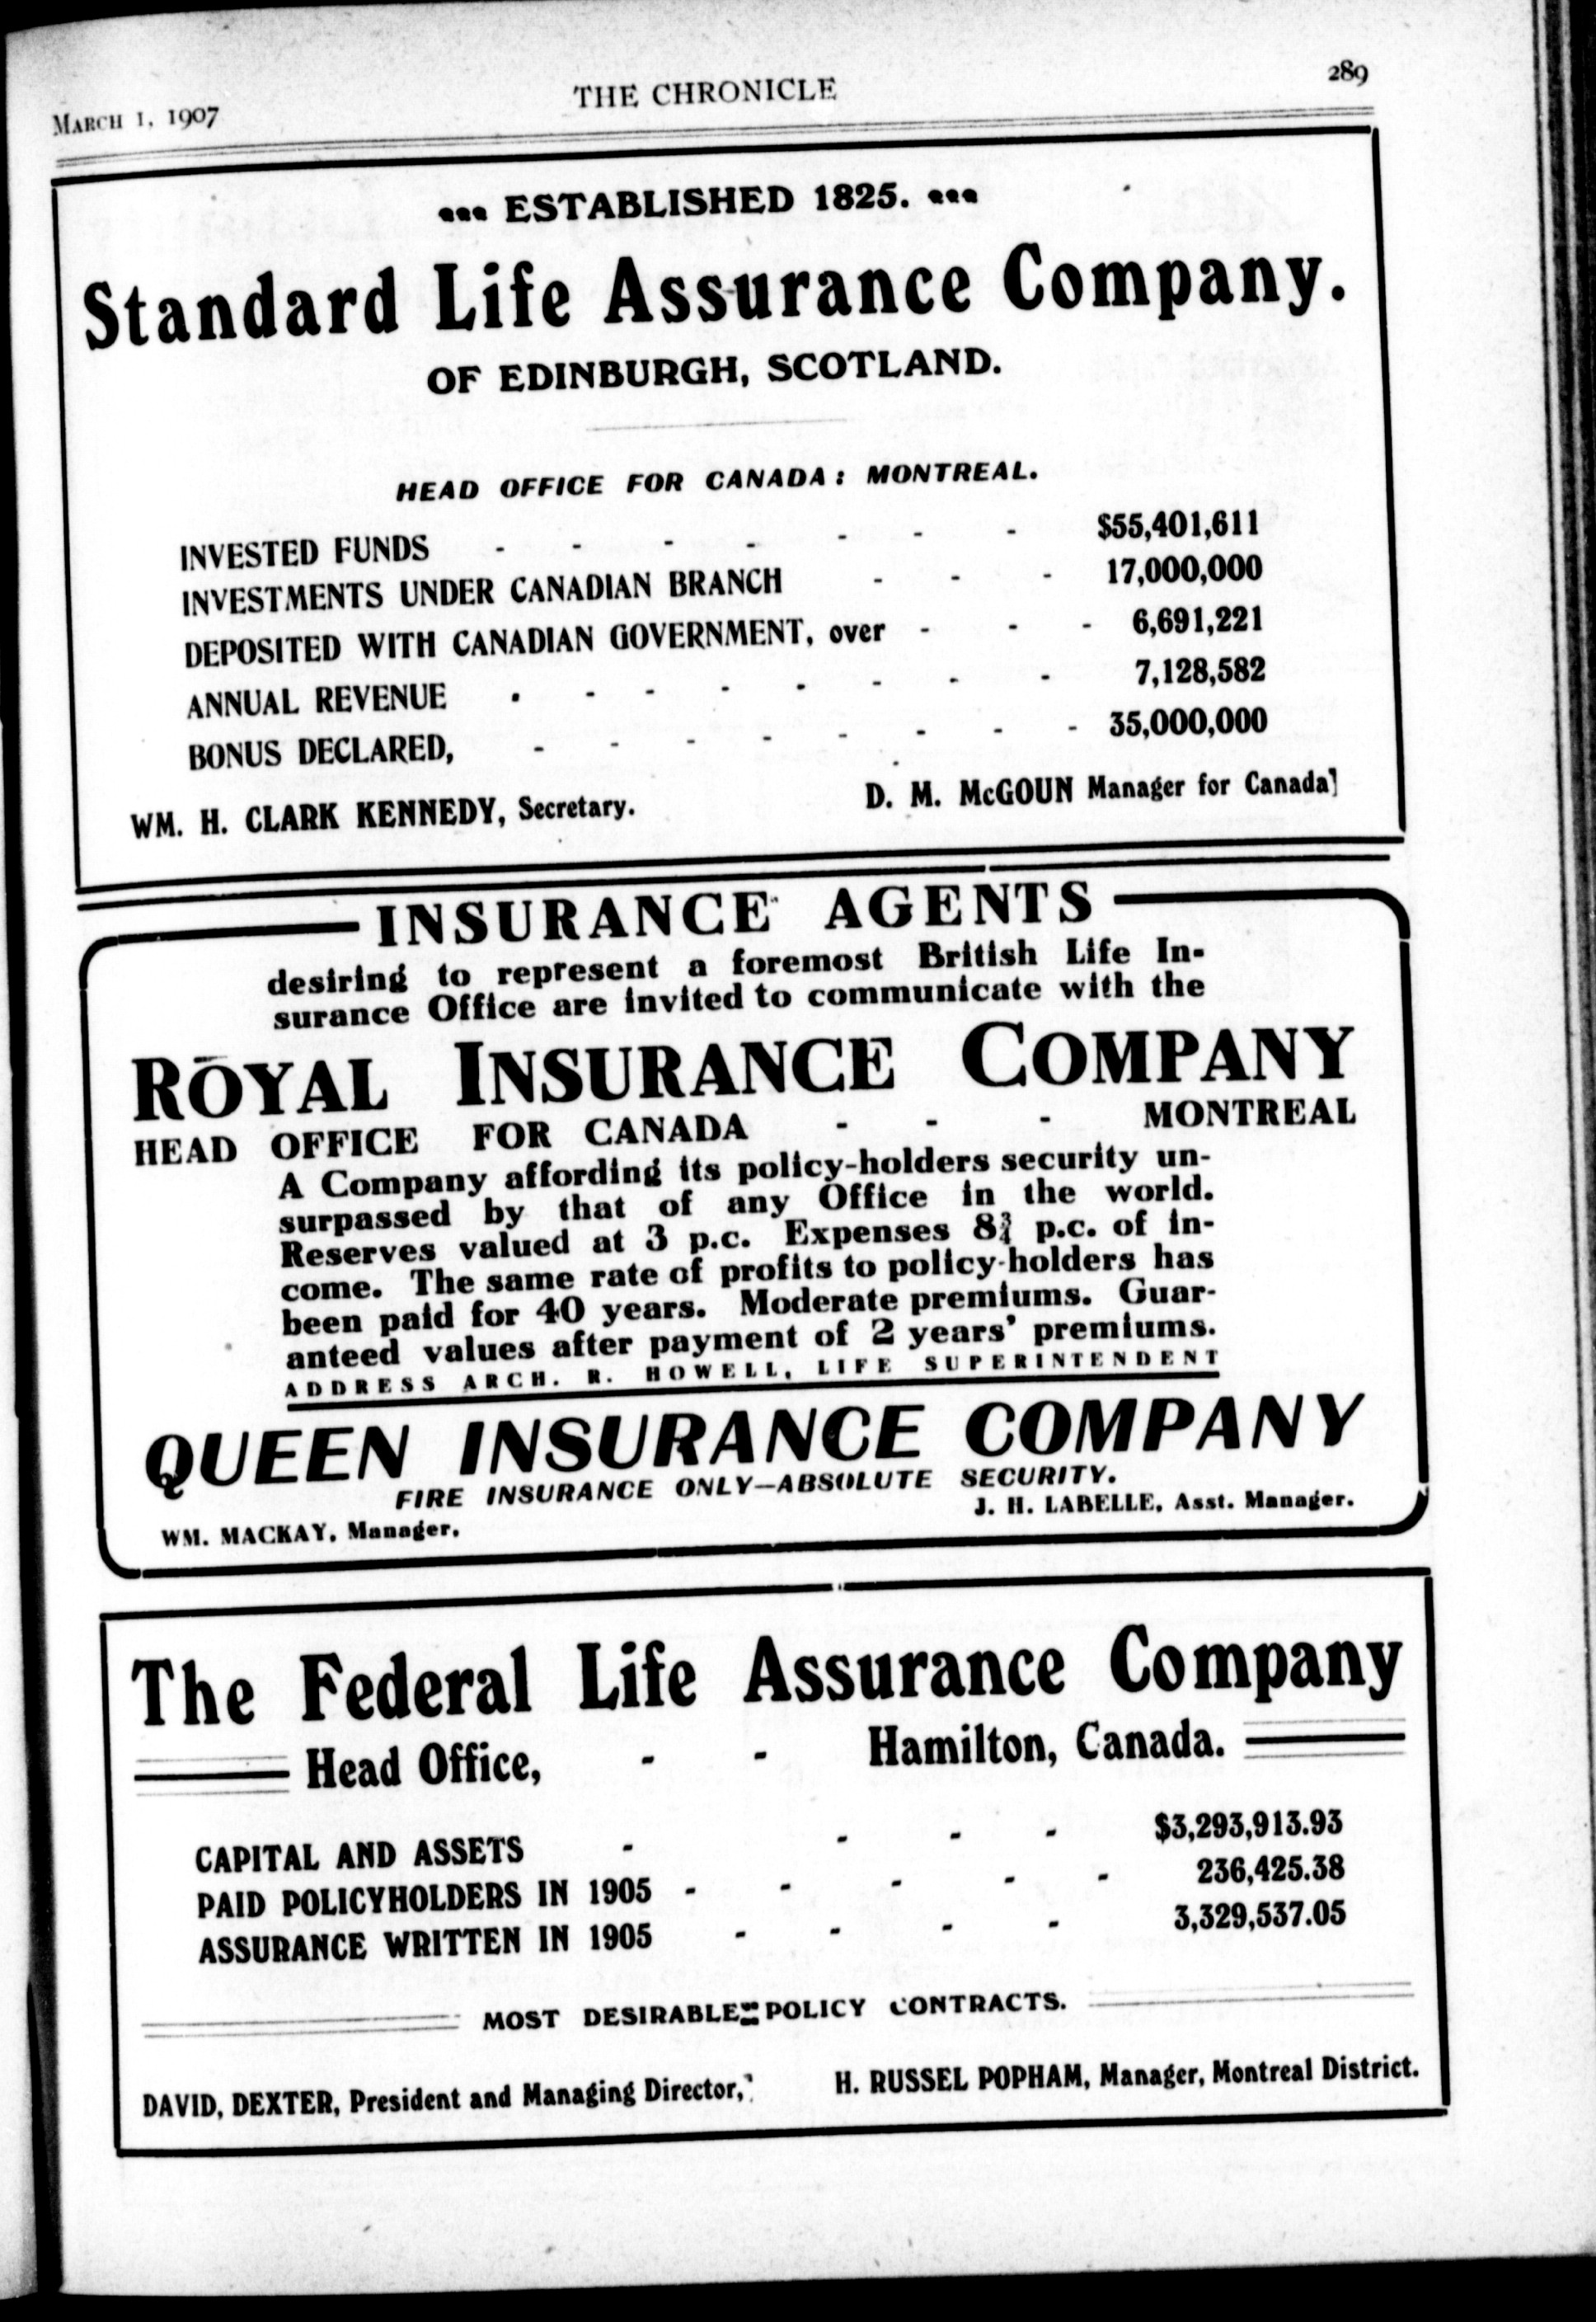 MARCH 1, 1907
THE CHRONICLE
289
ESTABLISHED 1825.
Standard Life Assurance Company.
OF EDINBURGH, SCOTLAND.
HEAD OFFICE FOR CANADA: MONTREAL.
INVESTED FUNDS - - - - - - - $55,401,611
INVESTMENTS UNDER CANADIAN BRANCH - - - 17,000,000
DEPOSITED WITH CANADIAN GOVERNMENT, over - - - 6,691,221
ANNUAL REVENUE - - - - - - - - 7,128,582
BONUS DECLARED, - - - - - - - - 35,000,000
WM. H. CLARK KENNEDY, Secretary. D. M. McGOUN Manager for Canada
INSURANCE AGENTS
desiring to represent a foremost British Life In-
surance Office are invited to communicate with the
ROYAL INSURANCE COMPANY
HEAD OFFICE FOR CANADA - - - MONTREAL
A Company affording its policy-holders security un-
surpassed by that of any Office in the world.
Reserves valued at 3 p.c. Expenses 8¾ p.c. of in-
come. The same rate of profits to policy-holders has
been paid for 40 years. Moderate premiums. Guar-
anteed values after payment of 2 years' premiums.
ADDRESS ARCH. R. HOWELL, LIFE SUPERINTENDENT
QUEEN INSURANCE COMPANY
FIRE INSURANCE ONLY—ABSOLUTE SECURITY.
WM. MACKAY, Manager. J. H. LABELLE, Asst. Manager.
The Federal Life Assurance Company
Head Office, - - Hamilton, Canada.
CAPITAL AND ASSETS - - - - $3,293,913.93
PAID POLICYHOLDERS IN 1905 - - - - - 236,425.38
ASSURANCE WRITTEN IN 1905 - - - - 3,329,537.05
MOST DESIRABLE POLICY CONTRACTS.
DAVID, DEXTER, President and Managing Director, H. RUSSEL POPHAM, Manager, Montreal District.